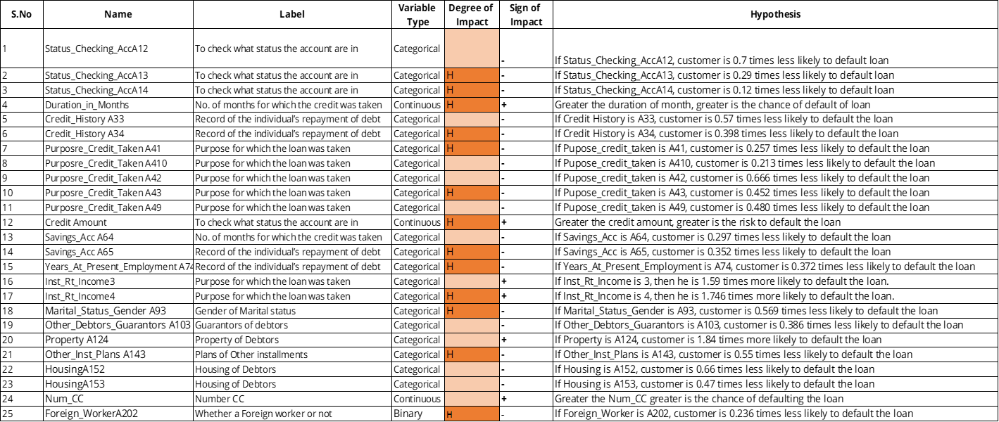 S.No Name Label Variable Type Degree of Impact Sign of Impact Hypothesis
1 Status_Checking_AccA12 To check what status the account are in Categorical - If Status_Checking_AccA12, customer is 0.7 times less likely to default loan
2 Status_Checking_AccA13 To check what status the account are in Categorical H - If Status_Checking_AccA13, customer is 0.29 times less likely to default loan
3 Status_Checking_AccA14 To check what status the account are in Categorical H - If Status_Checking_AccA14, customer is 0.12 times less likely to default loan
4 Duration_in_Months No. of months for which the credit was taken Continuous H + Greater the duration of month, greater is the chance of default of loan
5 Credit_History A33 Record of the individual's repayment of debt Categorical - If Credit History is A33, customer is 0.57 times less likely to default the loan
6 Credit_History A34 Record of the individual's repayment of debt Categorical H - If Credit History is A34, customer is 0.398 times less likely to default the loan
7 Purposre_Credit_Taken A41 Purpose for which the loan was taken Categorical H - If Pupose_credit_taken is A41, customer is 0.257 times less likely to default the loan
8 Purposre_Credit_Taken A410 Purpose for which the loan was taken Categorical - If Pupose_credit_taken is A410, customer is 0.213 times less likely to default the loan
9 Purposre_Credit_Taken A42 Purpose for which the loan was taken Categorical - If Pupose_credit_taken is A42, customer is 0.666 times less likely to default the loan
10 Purposre_Credit_Taken A43 Purpose for which the loan was taken Categorical H - If Pupose_credit_taken is A43, customer is 0.452 times less likely to default the loan
11 Purposre_Credit_Taken A49 Purpose for which the loan was taken Categorical - If Pupose_credit_taken is A49, customer is 0.480 times less likely to default the loan
12 Credit Amount To check what status the account are in Continuous H + Greater the credit amount, greater is the risk to default the loan
13 Savings_Acc A64 No. of months for which the credit was taken Categorical - If Savings_Acc is A64, customer is 0.297 times less likely to default the loan
14 Savings_Acc A65 Record of the individual's repayment of debt Categorical H - If Savings_Acc is A65, customer is 0.352 times less likely to default the loan
15 Years_At_Present_Employment A74 Record of the individual's repayment of debt Categorical H - If Years_At_Present_Employment is A74, customer is 0.372 times less likely to default the loan
16 Inst_Rt_Income3 Purpose for which the loan was taken Categorical + If Inst_Rt_Income is 3, then he is 1.59 times more likely to default the loan.
17 Inst_Rt_Income4 Purpose for which the loan was taken Categorical H + If Inst_Rt_Income is 4, then he is 1.746 times more likely to default the loan.
18 Marital_Status_Gender A93 Gender of Marital status Categorical H - If Marital_Status_Gender is A93, customer is 0.569 times less likely to default the loan
19 Other_Debtors_Guarantors A103 Guarantors of debtors Categorical - If Other_Debtors_Guarantors is A103, customer is 0.386 times less likely to default the loan
20 Property A124 Property of Debtors Categorical + If Property is A124, customer is 1.84 times more likely to default the loan
21 Other_Inst_Plans A143 Plans of Other installments Categorical H - If Other_Inst_Plans is A143, customer is 0.55 times less likely to default the loan
22 HousingA152 Housing of Debtors Categorical - If Housing is A152, customer is 0.66 times less likely to default the loan
23 HousingA153 Housing of Debtors Categorical - If Housing is A153, customer is 0.47 times less likely to default the loan
24 Num_CC Number CC Continuous + Greater the Num_CC greater is the chance of defaulting the loan
25 Foreign_WorkerA202 Whether a Foreign worker or not Binary H - If Foreign_Worker is A202, customer is 0.236 times less likely to default the loan